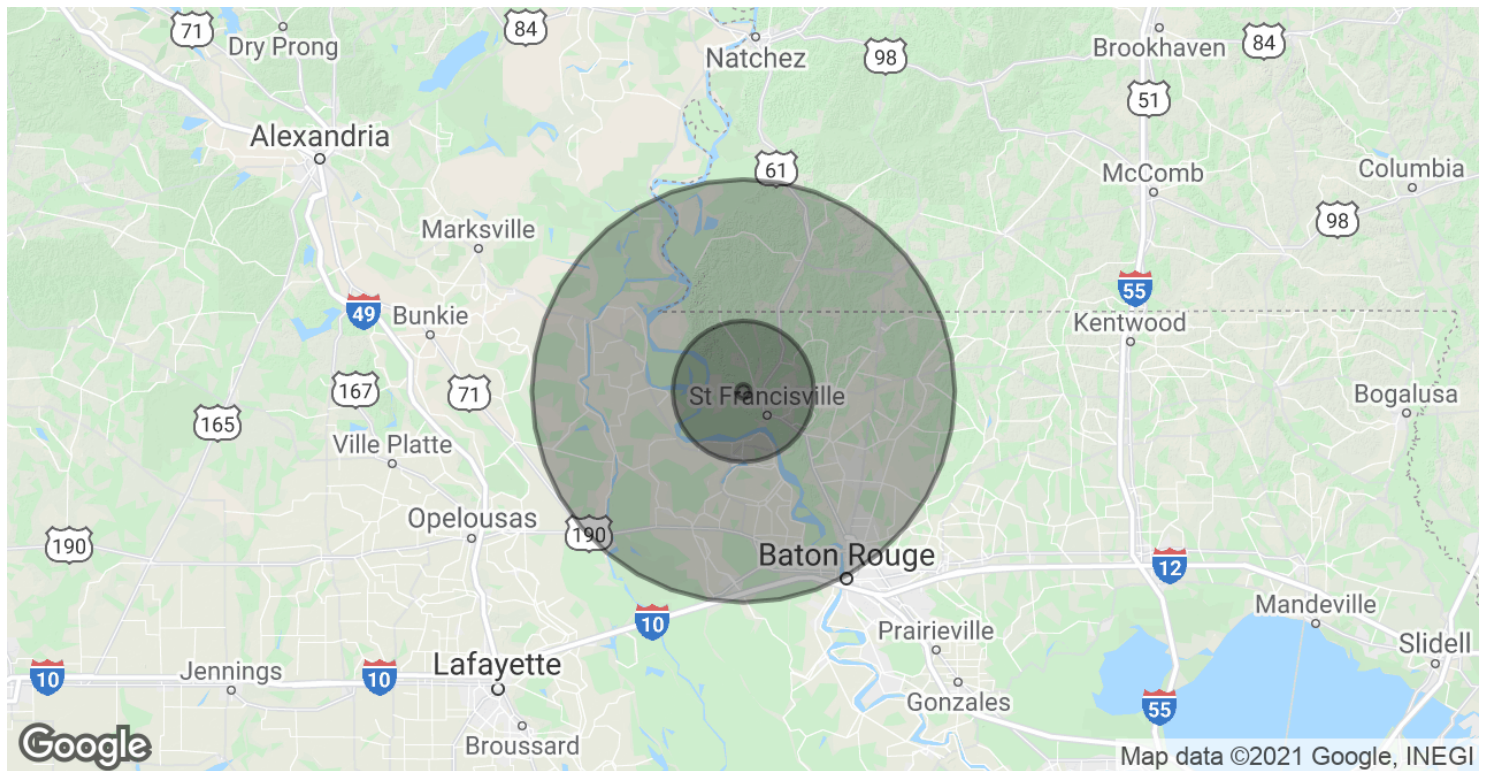 71
Dry Prong
84
Natchez
98
Brookhaven
84
51
Alexandria
61
McComb
Columbia
98
Marksville
55
49
Bunkie
Kentwood
167
71
St Francisville
Bogalusa
165
Ville Platte
Opelousas
190
190
Baton Rouge
12
Mandeville
10
Prairieville
Slidell
Lafayette
Jennings
10
10
Gonzales
55
Broussard
Google
Map data ©2021 Google, INEGI